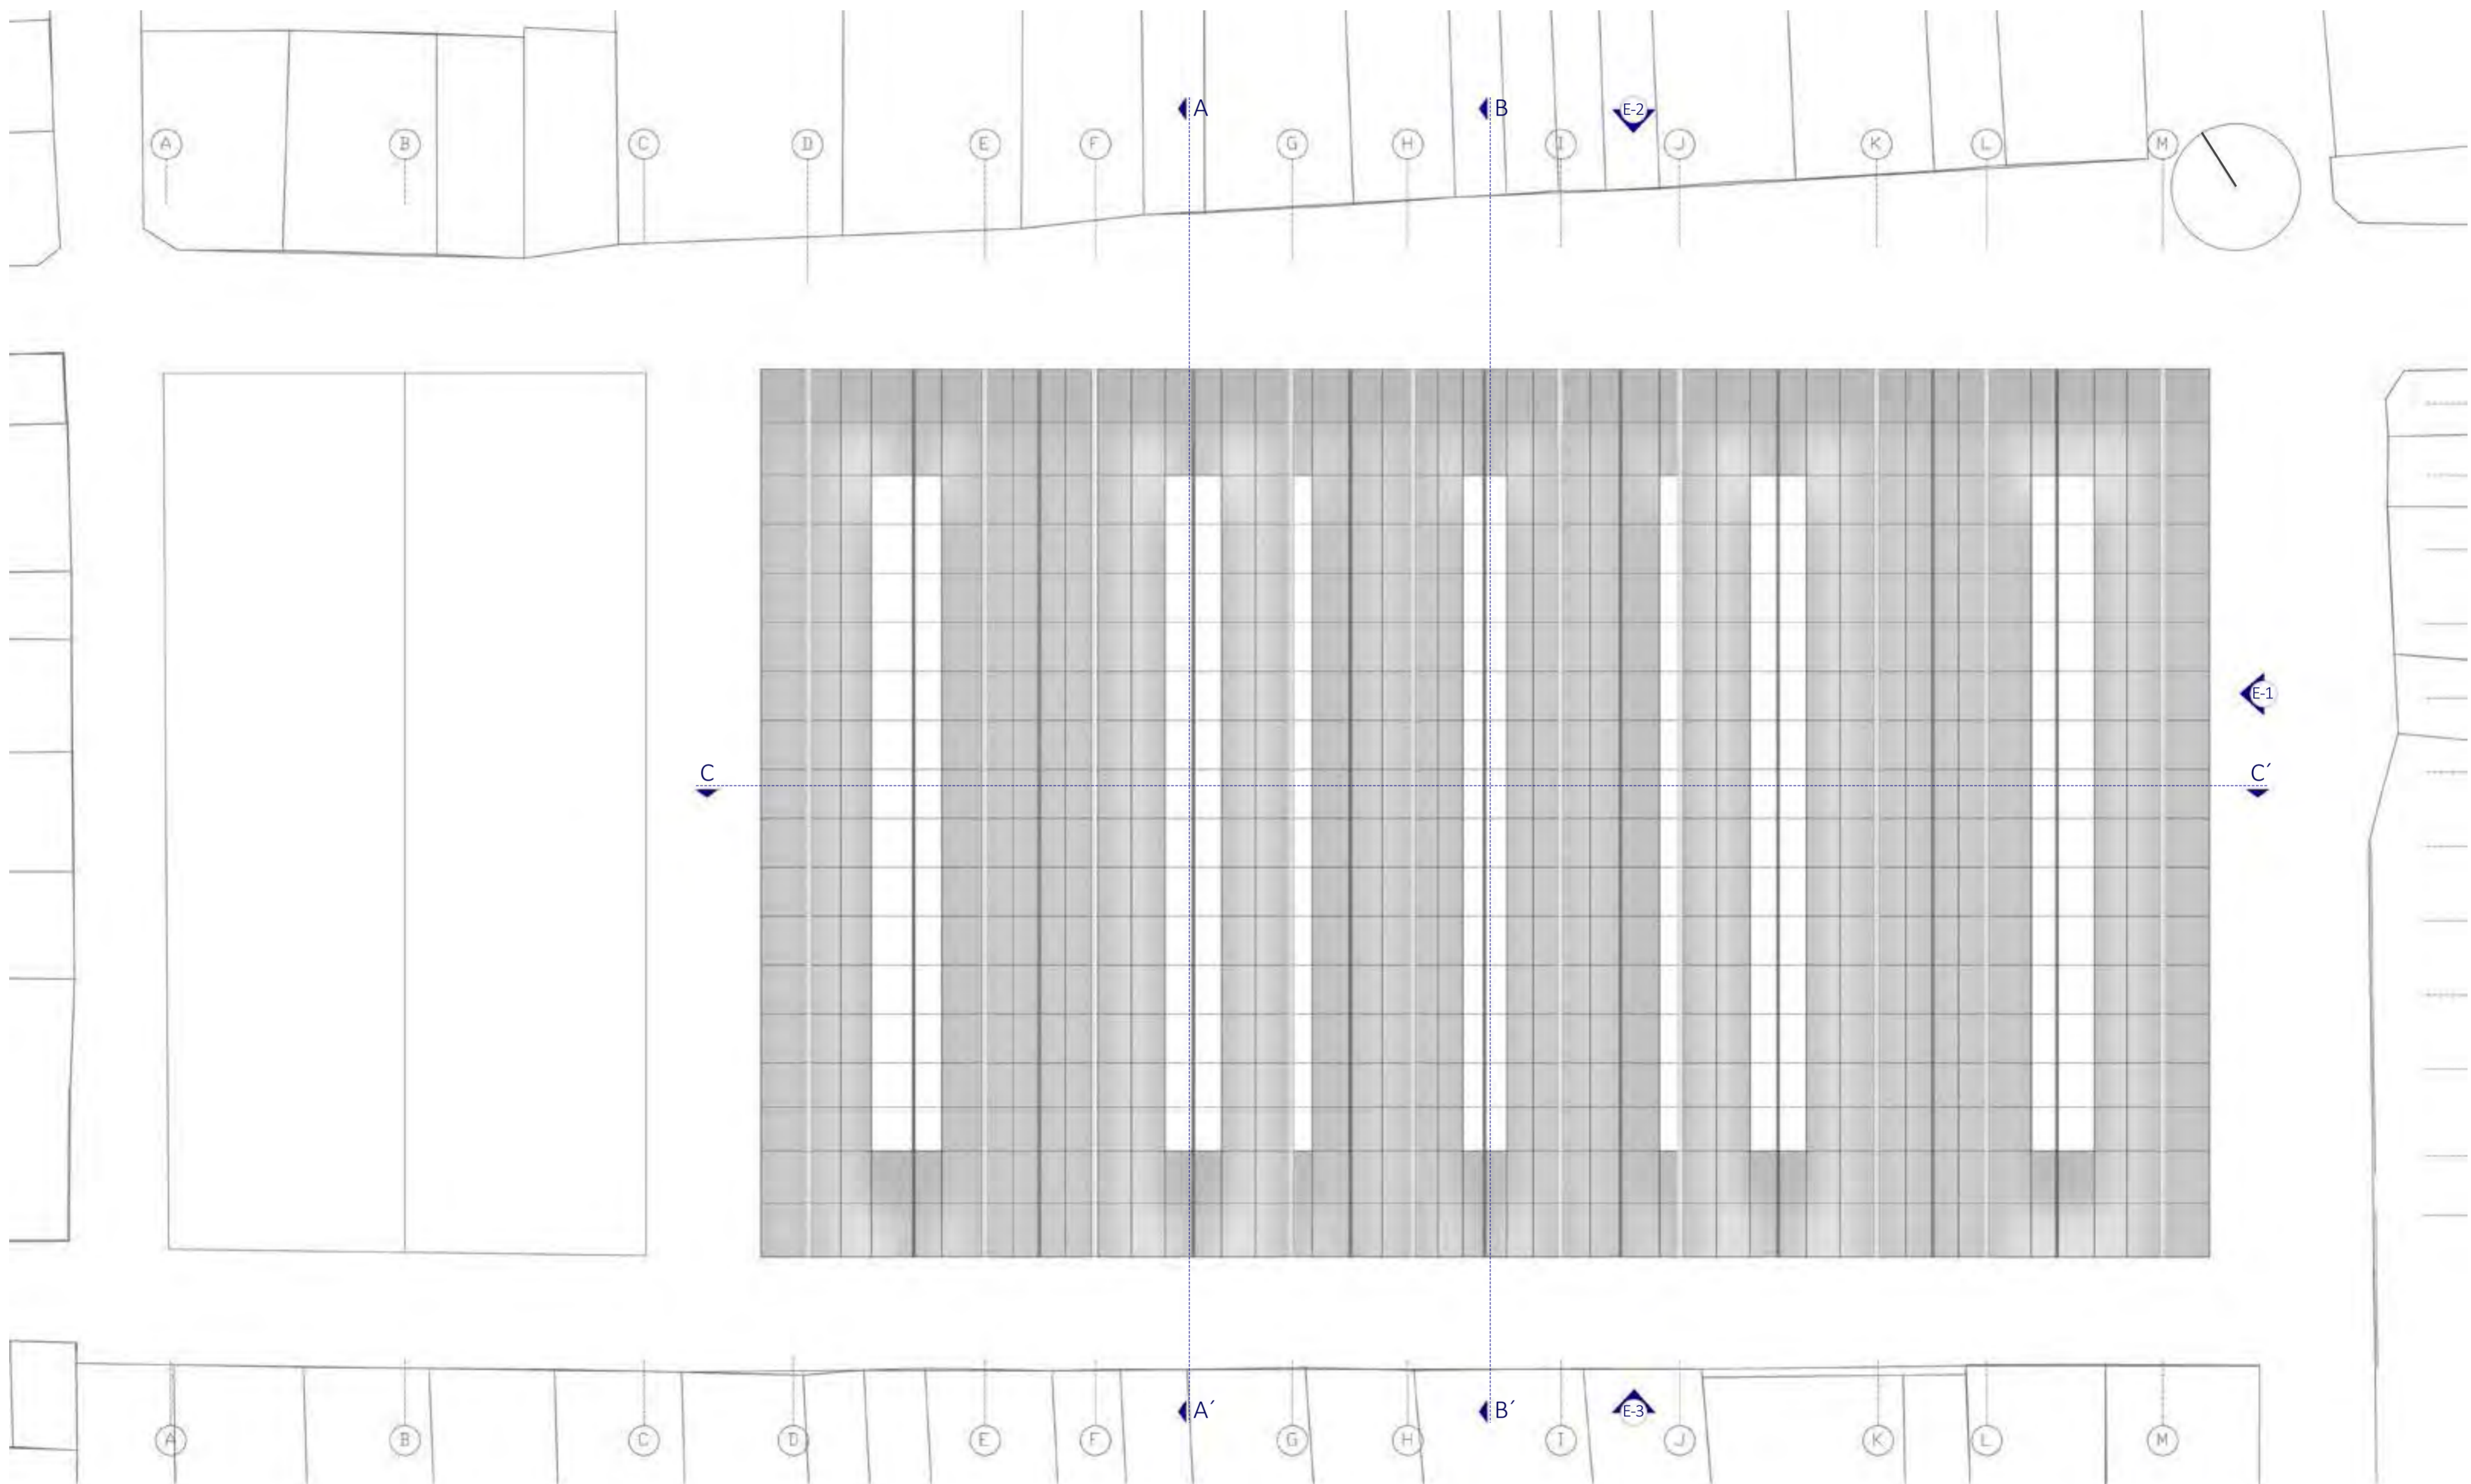 A B E-2
A B C D E F G H I J K L M
E-1
C C´
A´ B´ E-3
A B C D E F G H I J K L M